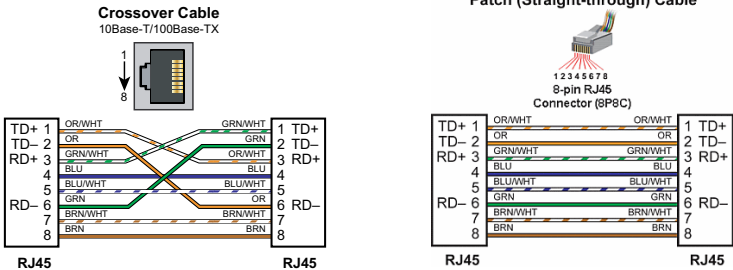 Crossover Cable
10Base-T/100Base-TX
1
8
OR/WHT GRN/WHT
TD+ 1 1 TD+
OR GRN
TD– 2 2 TD–
GRN/WHT OR/WHT
RD+ 3 3 RD+
BLU BLU
4 4
BLU/WHT BLU/WHT
5 5
GRN OR
RD– 6 6 RD–
BRN/WHT BRN/WHT
7 7
BRN BRN
8 8
RJ45 RJ45
Patch (Straight-through) Cable
1 2 3 4 5 6 7 8
8-pin RJ45
Connector (8P8C)
OR/WHT OR/WHT
TD+ 1 1 TD+
OR OR
TD– 2 2 TD–
GRN/WHT GRN/WHT
RD+ 3 3 RD+
BLU BLU
4 4
BLU/WHT BLU/WHT
5 5
GRN GRN
RD– 6 6 RD–
BRN/WHT BRN/WHT
7 7
BRN BRN
8 8
RJ45 RJ45